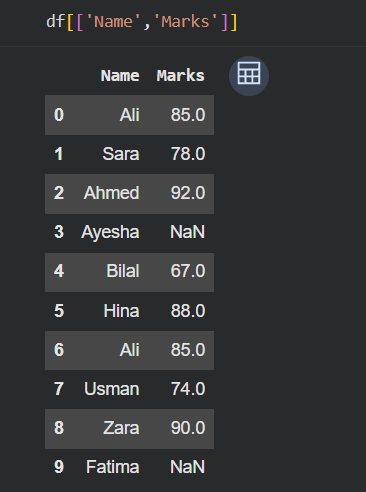 df[['Name','Marks']]
Name Marks
0 Ali 85.0
1 Sara 78.0
2 Ahmed 92.0
3 Ayesha NaN
4 Bilal 67.0
5 Hina 88.0
6 Ali 85.0
7 Usman 74.0
8 Zara 90.0
9 Fatima NaN